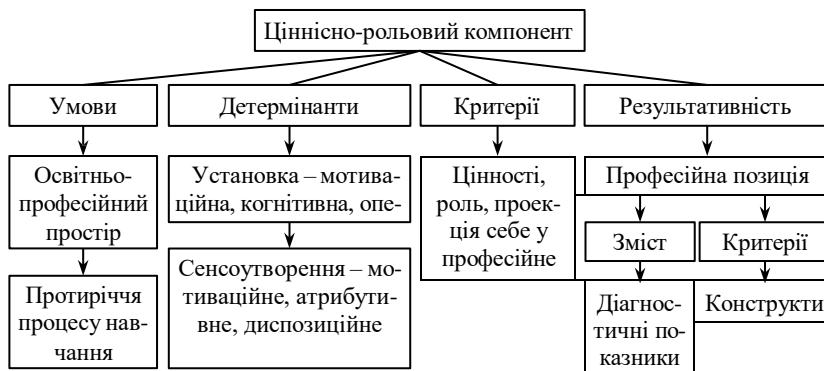 Ціннісно-рольовий компонент
Умови
Детермінанти
Критерії
Результативність
Освітньо-
професійний
простір
Установка – мотива-
ційна, когнітивна, опе-
Цінності,
роль, проек-
ція себе у
професійне
Професійна позиція
Зміст
Критерії
Протиріччя
процесу нав-
чання
Сенсоутворення – мо-
тиваційне, атрибути-
вне, диспозиційне
Діагнос-
тичні по-
казники
Конструкти